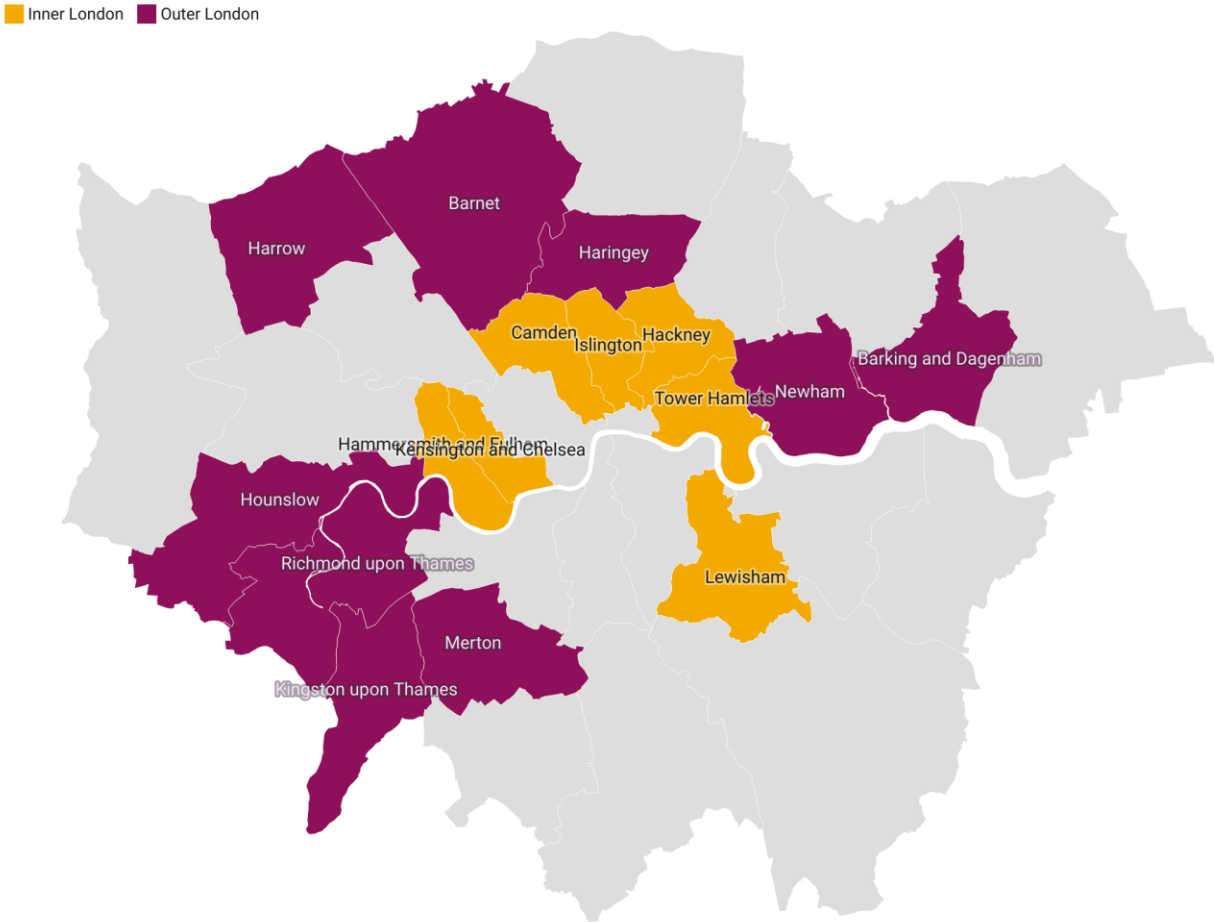 Inner London
Outer London
Barnet
Harrow
Haringey
Camden
Islington
Hackney
Barking and Dagenham
Newham
Tower Hamlets
Hammersmith and Fulham
Kensington and Chelsea
Hounslow
Richmond upon Thames
Lewisham
Merton
Kingston upon Thames